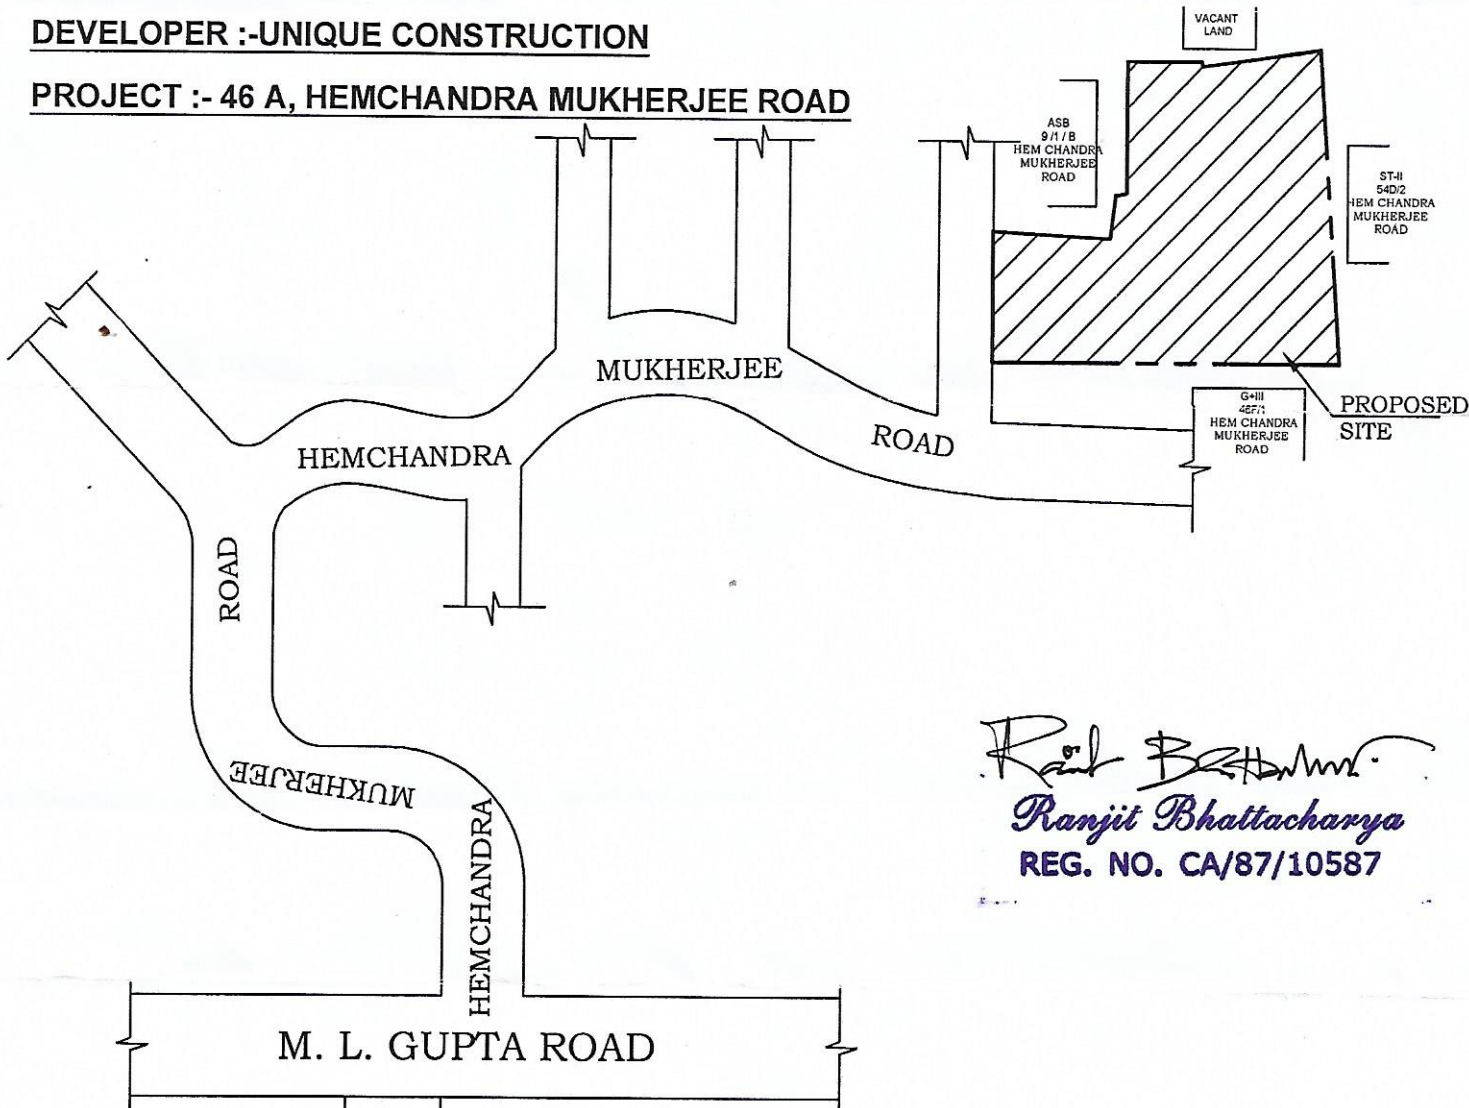 DEVELOPER :-UNIQUE CONSTRUCTION
PROJECT :- 46 A, HEMCHANDRA MUKHERJEE ROAD
VACANT
LAND
ASB
9 /1 / B
HEM CHANDRA
MUKHERJEE
ROAD
ST-II
54D/2
HEM CHANDRA
MUKHERJEE
ROAD
G+III
46F/1
HEM CHANDRA
MUKHERJEE
ROAD
PROPOSED
SITE
HEMCHANDRA
MUKHERJEE
ROAD
ROAD
MUKHERJEE
HEMCHANDRA
M. L. GUPTA ROAD
Ranjit Bhattacharya
REG. NO. CA/87/10587